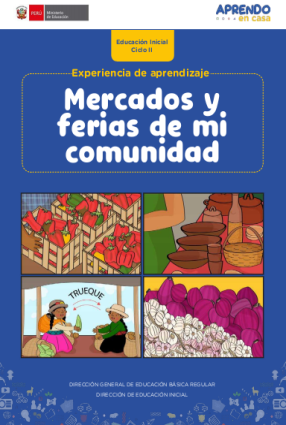 PERÚ
Ministerio
de Educación
APRENDO
en casa
Educación Inicial
Ciclo II
Experiencia de aprendizaje
Mercados y
ferias de mi
comunidad
TRUEQUE
DIRECCIÓN GENERAL DE EDUCACIÓN BÁSICA REGULAR
DIRECCIÓN DE EDUCACIÓN INICIAL